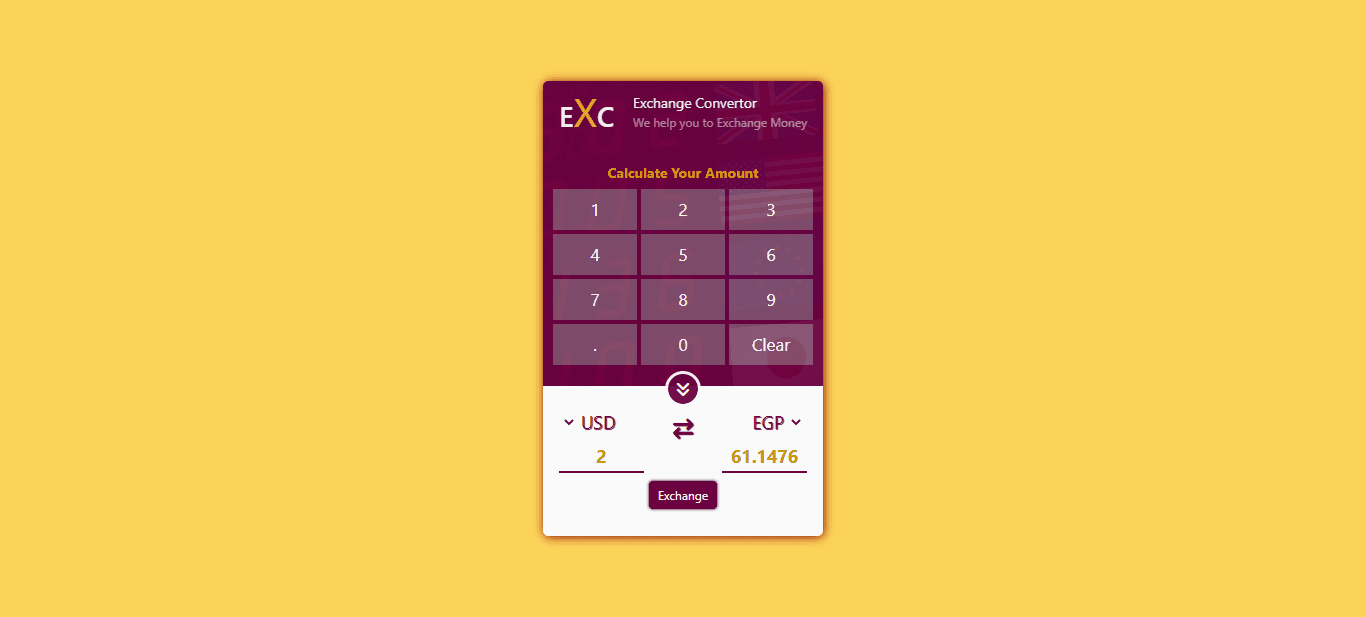 EXC
Exchange Convertor
We help you to Exchange Money
Calculate Your Amount
1 2 3
4 5 6
7 8 9
. 0 Clear
USD EGP
2 61.1476
Exchange